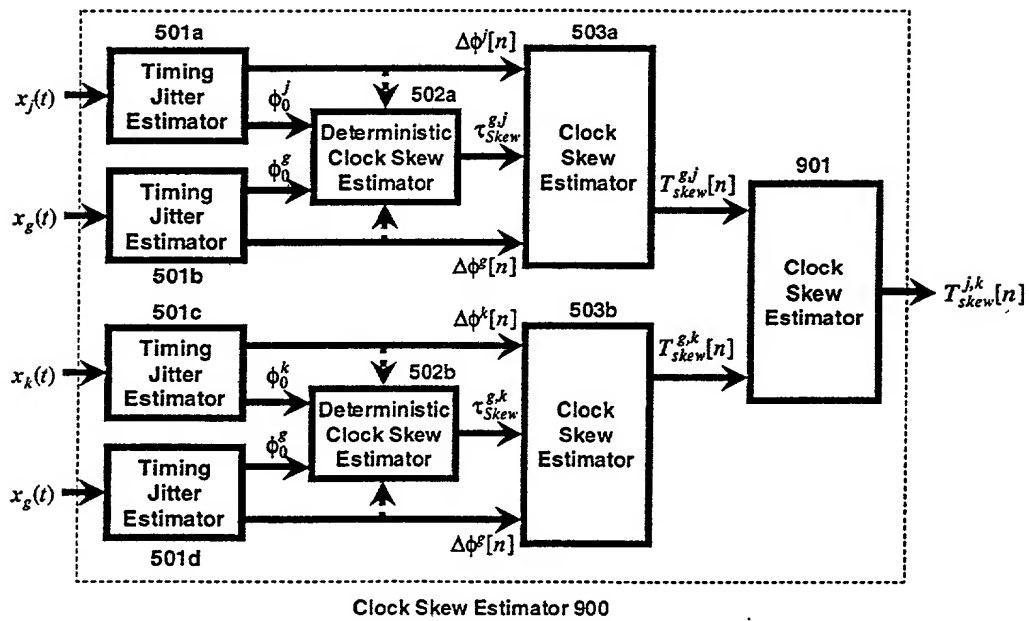 501a
Timing
Jitter
Estimator
x_j(t)
Δϕ^j[n]
ϕ_0^j
502a
Deterministic
Clock Skew
Estimator
τ_Skew^{g,j}
503a
Clock
Skew
Estimator
ϕ_0^g
x_g(t)
Timing
Jitter
Estimator
501b
Δϕ^g[n]
T_skew^{g,j}[n]
901
Clock
Skew
Estimator
T_skew^{j,k}[n]
501c
Timing
Jitter
Estimator
x_k(t)
Δϕ^k[n]
ϕ_0^k
502b
Deterministic
Clock Skew
Estimator
τ_Skew^{g,k}
503b
Clock
Skew
Estimator
T_skew^{g,k}[n]
ϕ_0^g
x_g(t)
Timing
Jitter
Estimator
501d
Δϕ^g[n]
Clock Skew Estimator 900